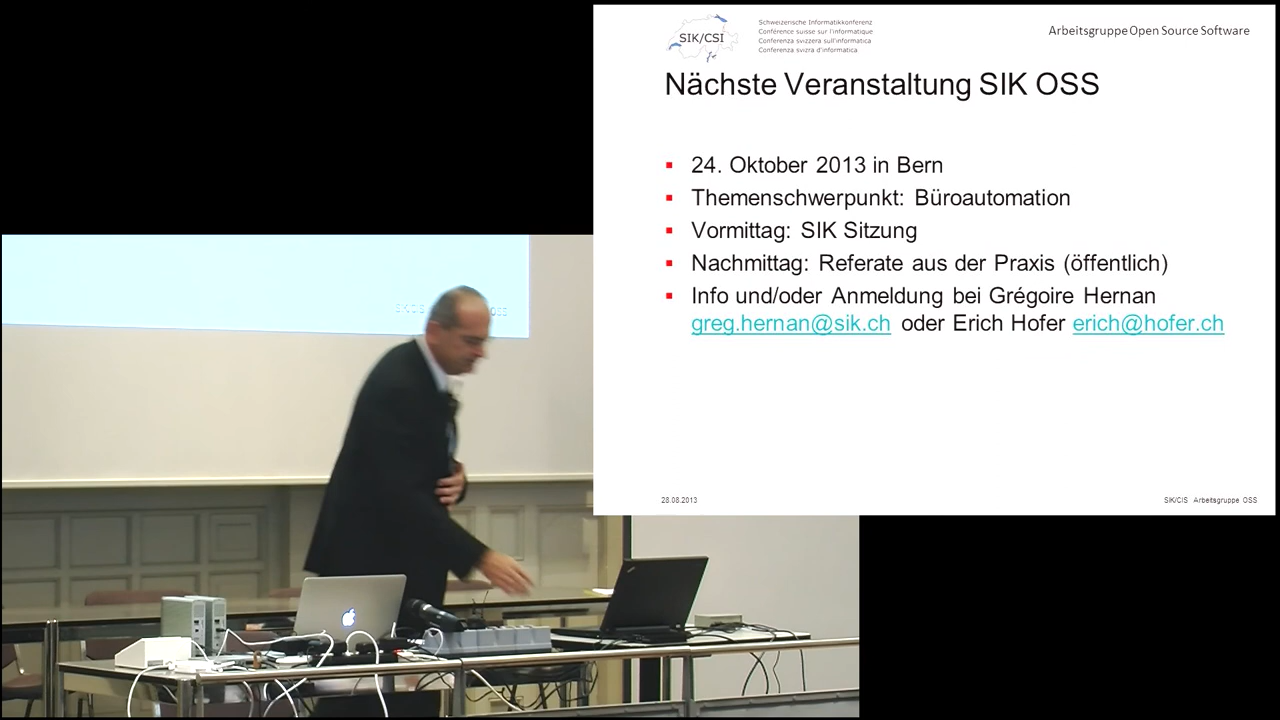 SIK/CSI
Schweizerische Informatikkonferenz
Conférence suisse sur l'informatique
Conferenza svizzera sull'informatica
Conferenza svizra d'informatica
Arbeitsgruppe Open Source Software
Nächste Veranstaltung SIK OSS
24. Oktober 2013 in Bern
Themenschwerpunkt: Büroautomation
Vormittag: SIK Sitzung
Nachmittag: Referate aus der Praxis (öffentlich)
Info und/oder Anmeldung bei Grégoire Hernan
greg.hernan@sik.ch oder Erich Hofer erich@hofer.ch
28.08.2013
SIK/CIS Arbeitsgruppe OSS
OSS